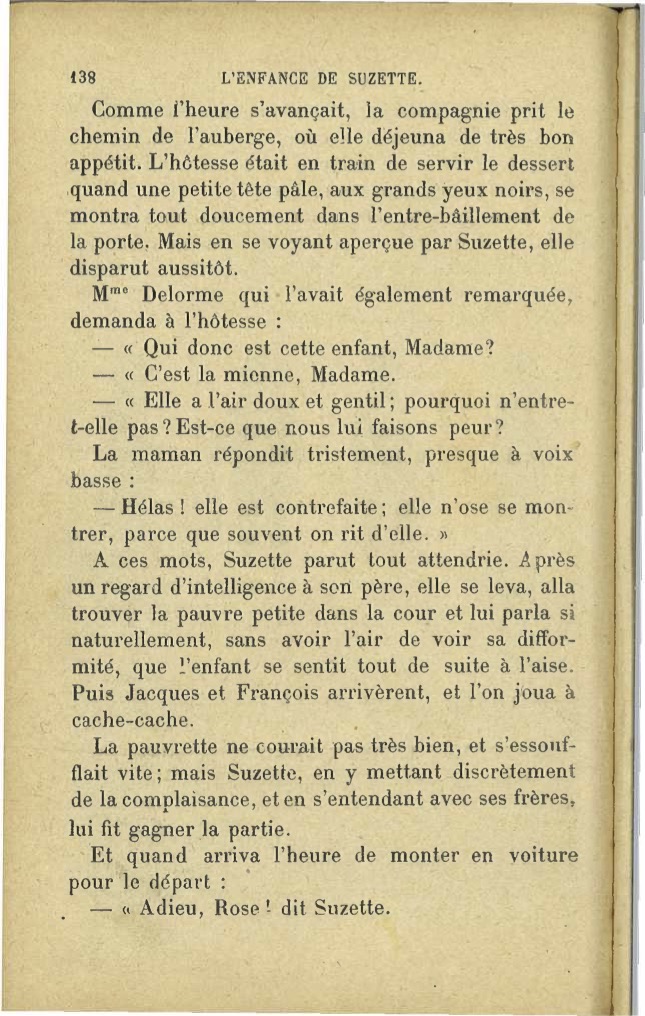 138 L'ENFANCE DE SUZETTE.
Comme l'heure s'avançait, la compagnie prit le
chemin de l'auberge, où elle déjeuna de très bon
appétit. L'hôtesse était en train de servir le dessert
quand une petite tête pâle, aux grands yeux noirs, se
montra tout doucement dans l'entre-bâillement de
la porte. Mais en se voyant aperçue par Suzette, elle
disparut aussitôt.
Mme Delorme qui l'avait également remarquée,
demanda à l'hôtesse :
— « Qui donc est cette enfant, Madame?
— « C'est la mienne, Madame.
— « Elle a l'air doux et gentil; pourquoi n'entre-
t-elle pas? Est-ce que nous lui faisons peur?
La maman répondit tristement, presque à voix
basse :
— Hélas! elle est contrefaite; elle n'ose se mon-
trer, parce que souvent on rit d'elle. »
A ces mots, Suzette parut tout attendrie. Après
un regard d'intelligence à son père, elle se leva, alla
trouver la pauvre petite dans la cour et lui parla si
naturellement, sans avoir l'air de voir sa diffor-
mité, que l'enfant se sentit tout de suite à l'aise.
Puis Jacques et François arrivèrent, et l'on joua à
cache-cache.
La pauvrette ne courait pas très bien, et s'essouf-
flait vite; mais Suzette, en y mettant discrètement
de la complaisance, et en s'entendant avec ses frères,
lui fit gagner la partie.
Et quand arriva l'heure de monter en voiture
pour le départ :
— « Adieu, Rose! dit Suzette.